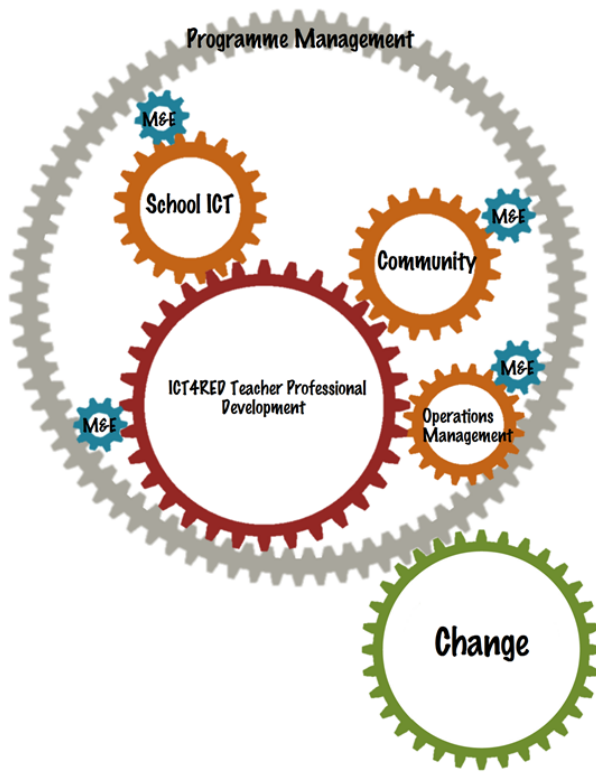 Programme Management
M&E
School ICT
M&E
Community
M&E
ICT4RED Teacher Professional
Development
Operations
Management
M&E
Change